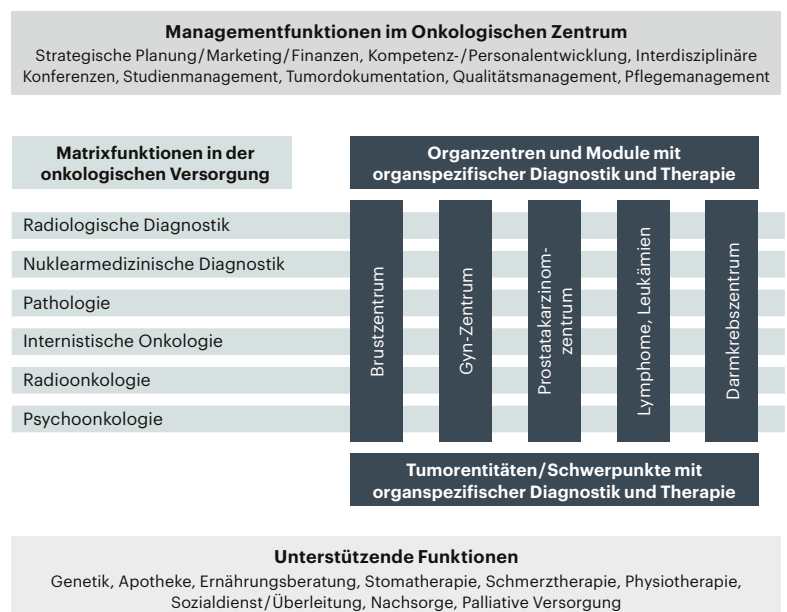 Managementfunktionen im Onkologischen Zentrum
Strategische Planung/Marketing/Finanzen, Kompetenz-/Personalentwicklung, Interdisziplinäre
Konferenzen, Studienmanagement, Tumordokumentation, Qualitätsmanagement, Pflegemanagement
Matrixfunktionen in der
onkologischen Versorgung
Organzentren und Module mit
organspezifischer Diagnostik und Therapie
Radiologische Diagnostik
Nuklearmedizinische Diagnostik
Pathologie
Internistische Onkologie
Radioonkologie
Psychoonkologie
Brustzentrum
Gyn-Zentrum
Prostatakarzinom-
zentrum
Lymphome, Leukämien
Darmkrebszentrum
Tumorentitäten/Schwerpunkte mit
organspezifischer Diagnostik und Therapie
Unterstützende Funktionen
Genetik, Apotheke, Ernährungsberatung, Stomatherapie, Schmerztherapie, Physiotherapie,
Sozialdienst/Überleitung, Nachsorge, Palliative Versorgung